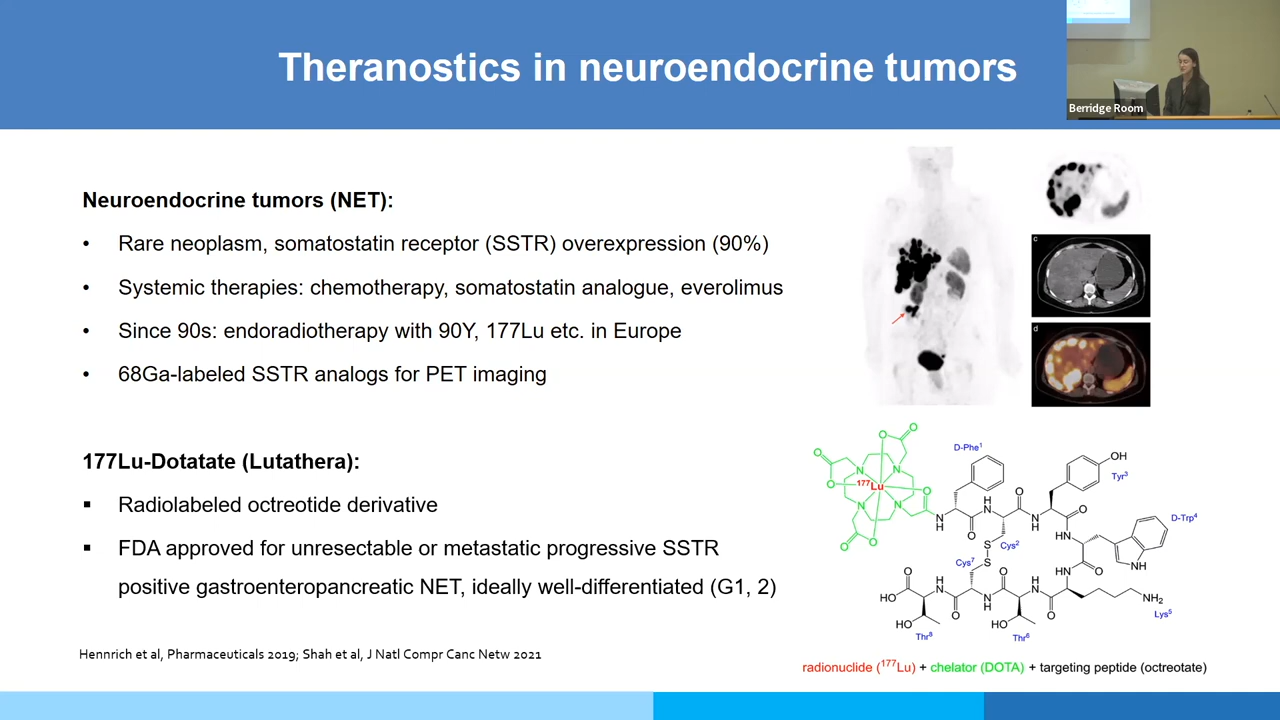 Theranostics in neuroendocrine tumors
Berridge Room
Neuroendocrine tumors (NET):
• Rare neoplasm, somatostatin receptor (SSTR) overexpression (90%)
• Systemic therapies: chemotherapy, somatostatin analogue, everolimus
• Since 90s: endoradiotherapy with 90Y, 177Lu etc. in Europe
• 68Ga-labeled SSTR analogs for PET imaging
177Lu-Dotatate (Lutathera):
▪ Radiolabeled octreotide derivative
▪ FDA approved for unresectable or metastatic progressive SSTR
positive gastroenteropancreatic NET, ideally well-differentiated (G1, 2)
Hennrich et al, Pharmaceuticals 2019; Shah et al, J Natl Compr Canc Netw 2021
c
d
D-Phe¹
OH
Tyr³
O
O
N
N
¹⁷⁷Lu
O
O
N
N
O
O
O
O
N
H
O
H
N
O
N
H
O
HN
D-Trp⁴
NH
O
HN
S
S
Cys²
Cys⁷
O
HO
H
N
O
N
H
O
H
N
O
NH₂
Lys⁵
HO
Thr⁸
HO
Thr⁶
radionuclide (¹⁷⁷Lu) + chelator (DOTA) + targeting peptide (octreotate)